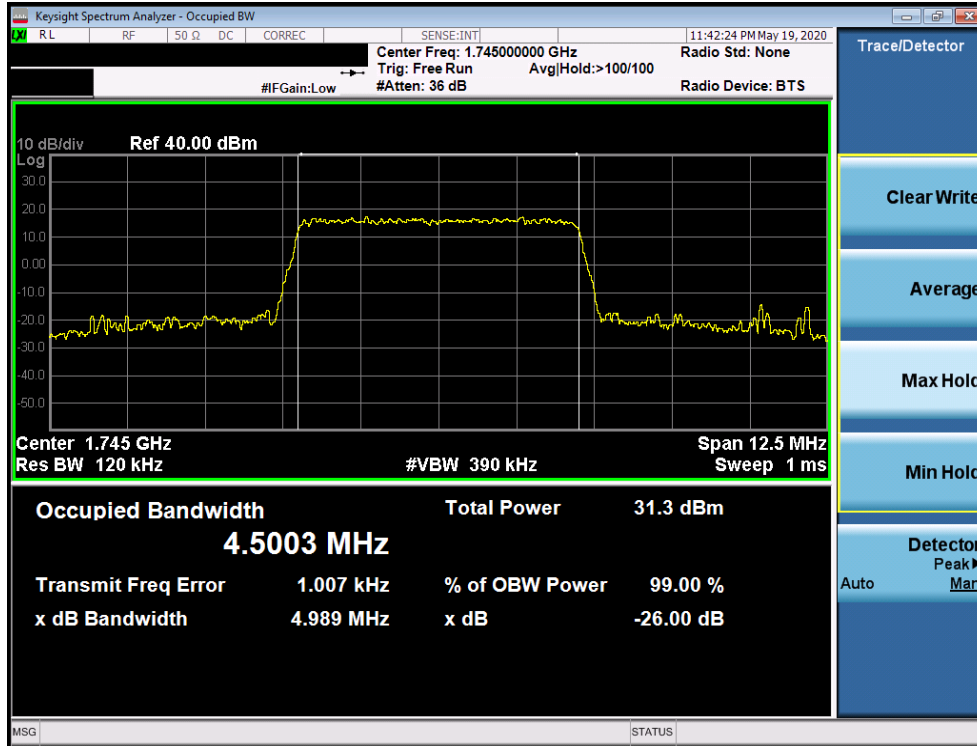 Keysight Spectrum Analyzer - Occupied BW
LXI RL RF 50 Ω DC CORREC SENSE:INT 11:42:24 PM May 19, 2020
Center Freq: 1.745000000 GHz Radio Std: None
Trig: Free Run Avg|Hold:>100/100
#IFGain:Low #Atten: 36 dB Radio Device: BTS
Trace/Detector
10 dB/div Ref 40.00 dBm
Log
30.0
20.0
10.0
0.00
-10.0
-20.0
-30.0
-40.0
-50.0
Center 1.745 GHz Span 12.5 MHz
Res BW 120 kHz #VBW 390 kHz Sweep 1 ms
Occupied Bandwidth Total Power 31.3 dBm
4.5003 MHz
Transmit Freq Error 1.007 kHz % of OBW Power 99.00 %
x dB Bandwidth 4.989 MHz x dB -26.00 dB
Clear Write
Average
Max Hold
Min Hold
Detector
Peak
Auto Man
MSG STATUS